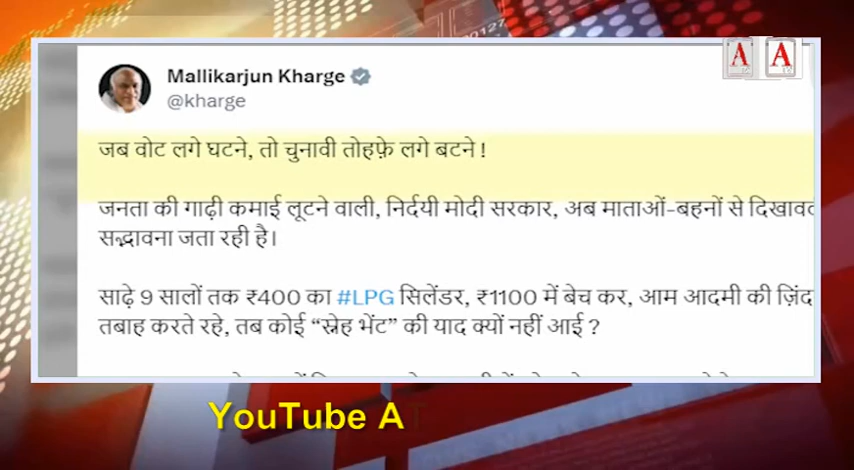 A A
Mallikarjun Kharge
@kharge
जब वोट लगे घटने, तो चुनावी तोहफ़े लगे बटने !
जनता की गाढ़ी कमाई लूटने वाली, निर्दयी मोदी सरकार, अब माताओं-बहनों से
सद्भावना जता रही है।
साढ़े 9 सालों तक ₹400 का #LPG सिलेंडर, ₹1100 में बेच कर, आम आदमी की
तबाह करते रहे, तब कोई “स्नेह भेंट” की याद क्यों नहीं आई ?
YouTube A